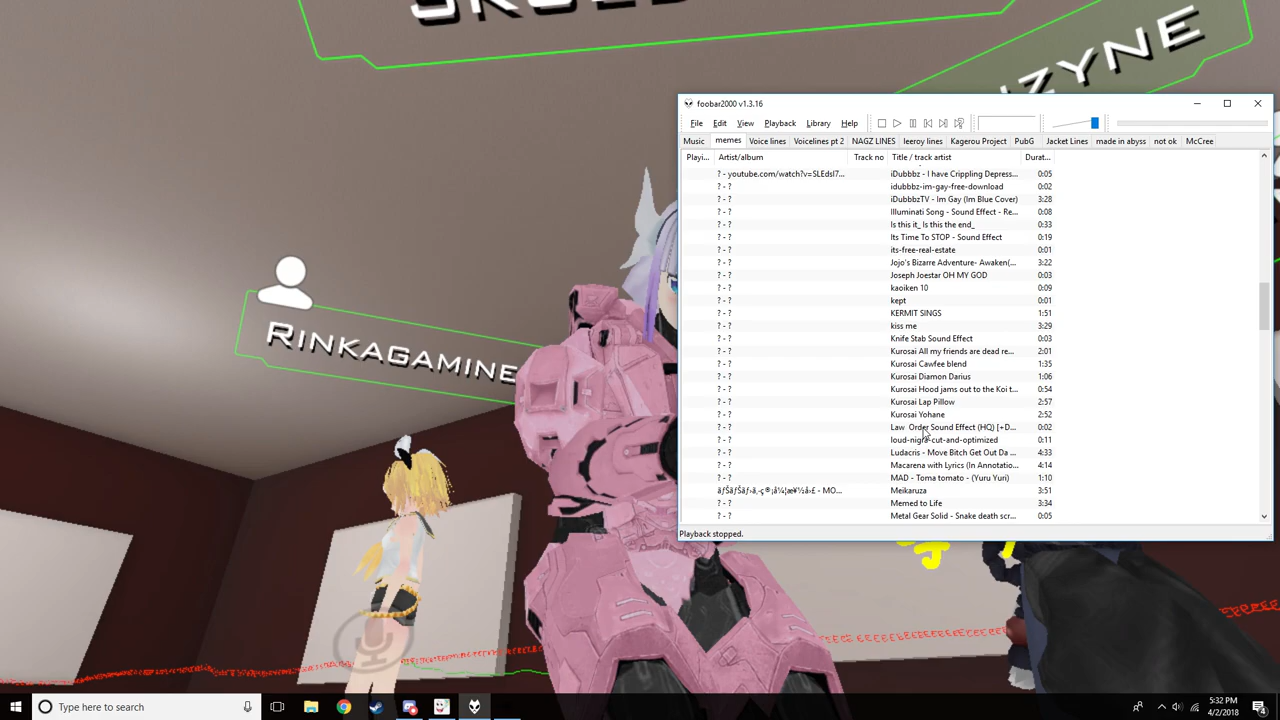 RINKAGAMINE
ZYNE
foobar2000 v1.3.16
File Edit View Playback Library Help
Music memes Voice lines Voicelines pt 2 NAGZ LINES leeroy lines Kagerou Project PubG Jacket Lines made in abyss not ok McCree
Playi... Artist/album Track no Title / track artist Durat...
? - youtube.com/watch?v=SLEdsI7... iDubbbz - I have Crippling Depress... 0:05
? - ? idubbbz-im-gay-free-download 0:02
? - ? iDubbbzTV - Im Gay (Im Blue Cover) 3:28
? - ? Illuminati Song - Sound Effect - Re... 0:08
? - ? Is this it_ Is this the end_ 0:33
? - ? Its Time To STOP - Sound Effect 0:19
? - ? its-free-real-estate 0:01
? - ? Jojo's Bizarre Adventure- Awaken(... 3:22
? - ? Joseph Joestar OH MY GOD 0:03
? - ? kaoiken 10 0:09
? - ? kept 0:01
? - ? KERMIT SINGS 1:51
? - ? kiss me 3:29
? - ? Knife Stab Sound Effect 0:03
? - ? Kurosai All my friends are dead re... 2:01
? - ? Kurosai Cawfee blend 1:35
? - ? Kurosai Diamon Darius 1:06
? - ? Kurosai Hood jams out to the Koi t... 0:54
? - ? Kurosai Lap Pillow 2:57
? - ? Kurosai Yohane 2:52
? - ? Law Order Sound Effect (HQ) [+D... 0:02
? - ? loud-nigra-cut-and-optimized 0:11
? - ? Ludacris - Move Bitch Get Out Da ... 4:33
? - ? Macarena with Lyrics (In Annotatio... 4:14
? - ? MAD - Toma tomato - (Yuru Yuri) 1:10
Meikaruza 3:51
? - ? Memed to Life 3:34
? - ? Metal Gear Solid - Snake death scr... 0:05
Playback stopped.
Type here to search
5:32 PM
4/2/2018
4